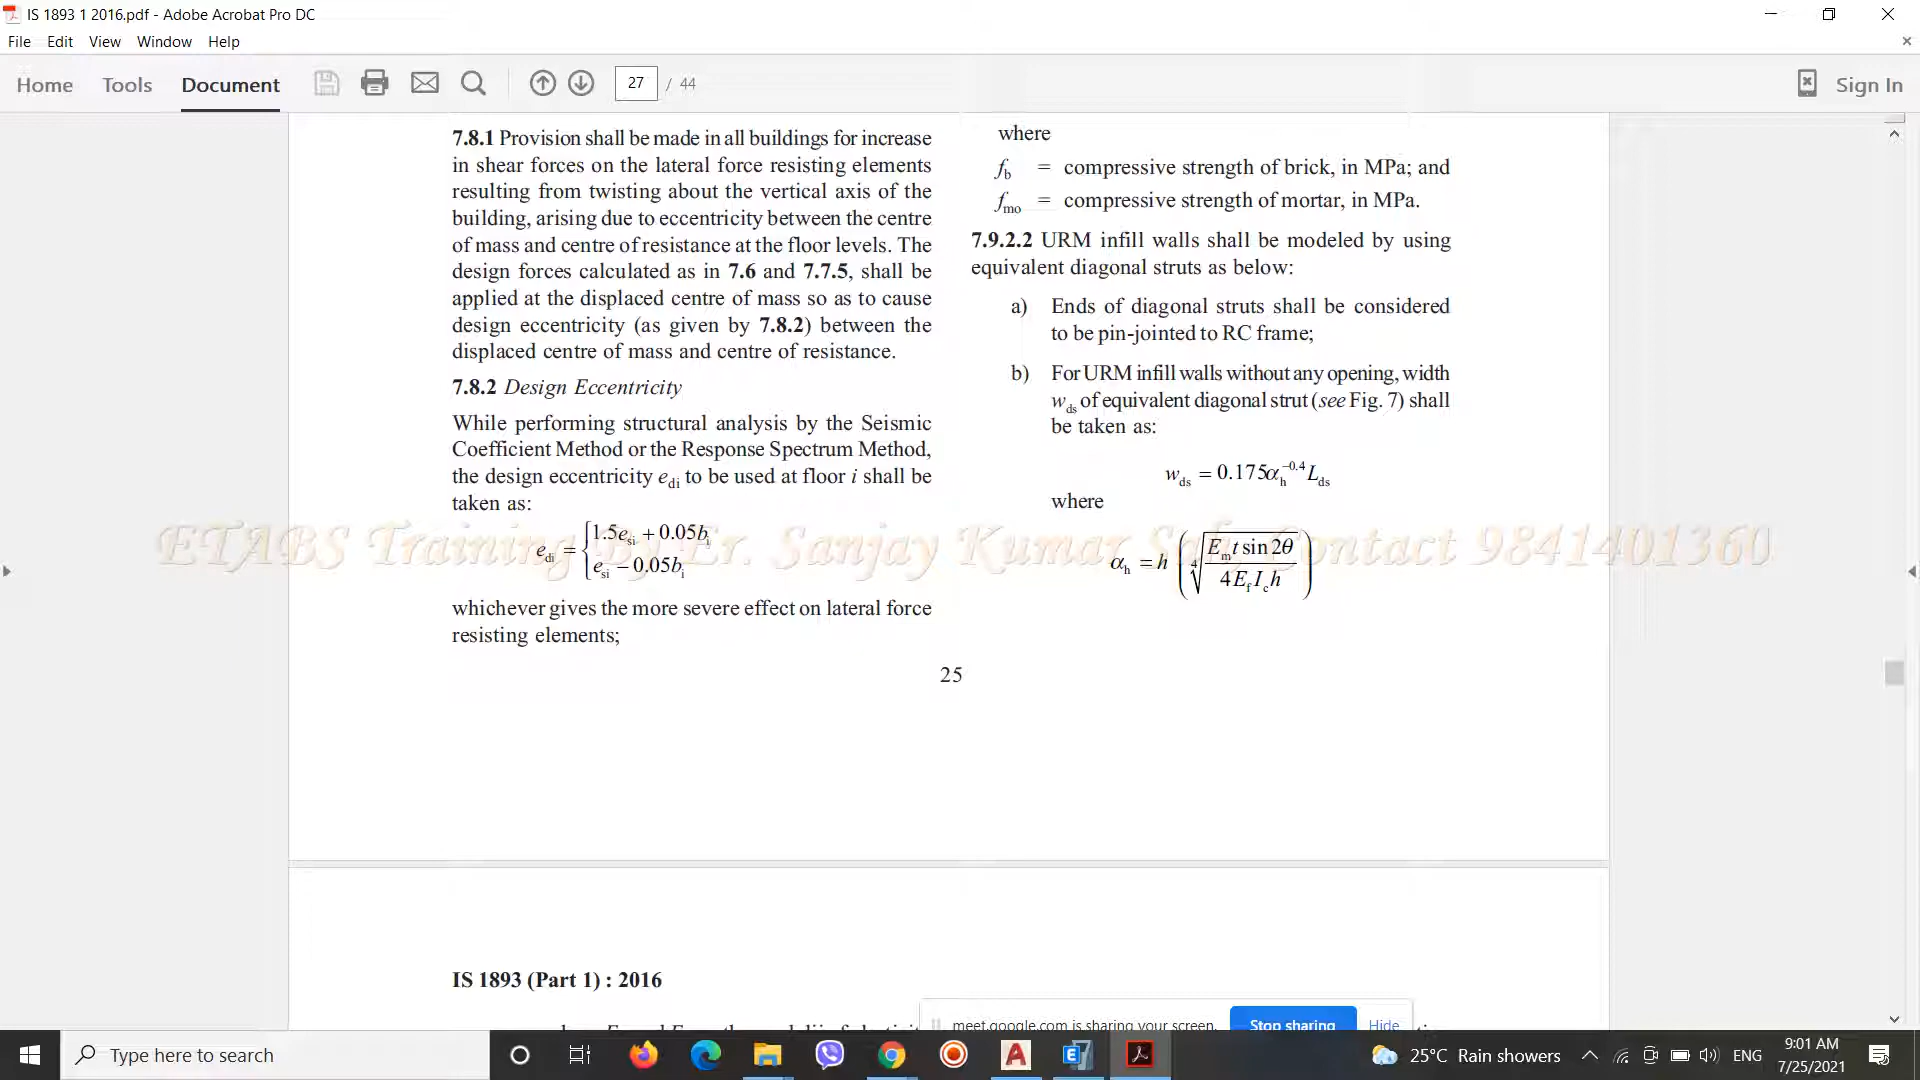 IS 1893 1 2016.pdf - Adobe Acrobat Pro DC
File Edit View Window Help
Home Tools Document 27 / 44 Sign In
7.8.1 Provision shall be made in all buildings for increase
in shear forces on the lateral force resisting elements
resulting from twisting about the vertical axis of the
building, arising due to eccentricity between the centre
of mass and centre of resistance at the floor levels. The
design forces calculated as in 7.6 and 7.7.5, shall be
applied at the displaced centre of mass so as to cause
design eccentricity (as given by 7.8.2) between the
displaced centre of mass and centre of resistance.
7.8.2 Design Eccentricity
While performing structural analysis by the Seismic
Coefficient Method or the Response Spectrum Method,
the design eccentricity edi to be used at floor i shall be
taken as:
edi = { 1.5esi + 0.05bi
esi − 0.05bi
whichever gives the more severe effect on lateral force
resisting elements;
where
fb = compressive strength of brick, in MPa; and
fmo = compressive strength of mortar, in MPa.
7.9.2.2 URM infill walls shall be modeled by using
equivalent diagonal struts as below:
a) Ends of diagonal struts shall be considered
to be pin-jointed to RC frame;
b) For URM infill walls without any opening, width
wds of equivalent diagonal strut (see Fig. 7) shall
be taken as:
wds = 0.175αh^−0.4 Lds
where
αh = h (⁴√(Em t sin 2θ / 4 Ef Ic h))
ETABS Training By Er. Sanjay Kumar Sah, Contact 9841401360
25
IS 1893 (Part 1) : 2016
meet.google.com is sharing your screen. Stop sharing Hide
Type here to search
25°C Rain showers ENG 9:01 AM
7/25/2021